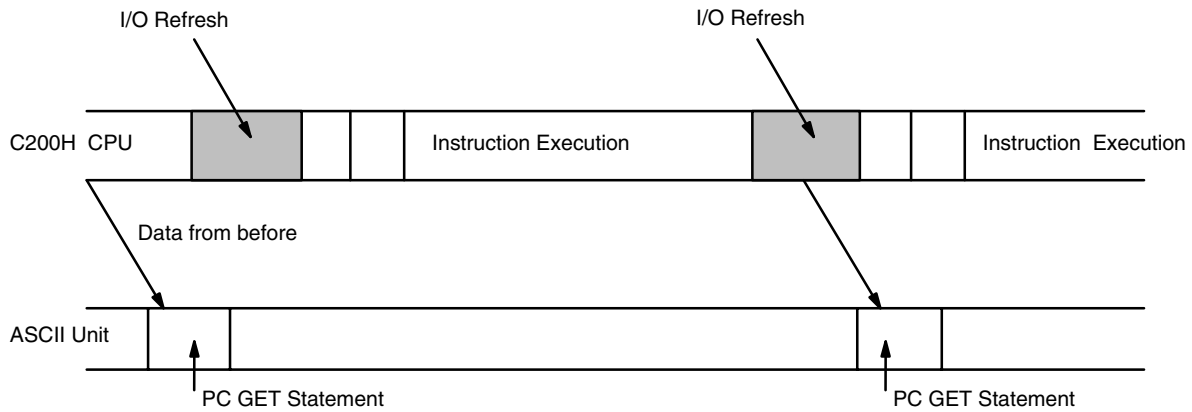 I/O Refresh
I/O Refresh
C200H CPU
Instruction Execution
Instruction Execution
Data from before
ASCII Unit
PC GET Statement
PC GET Statement